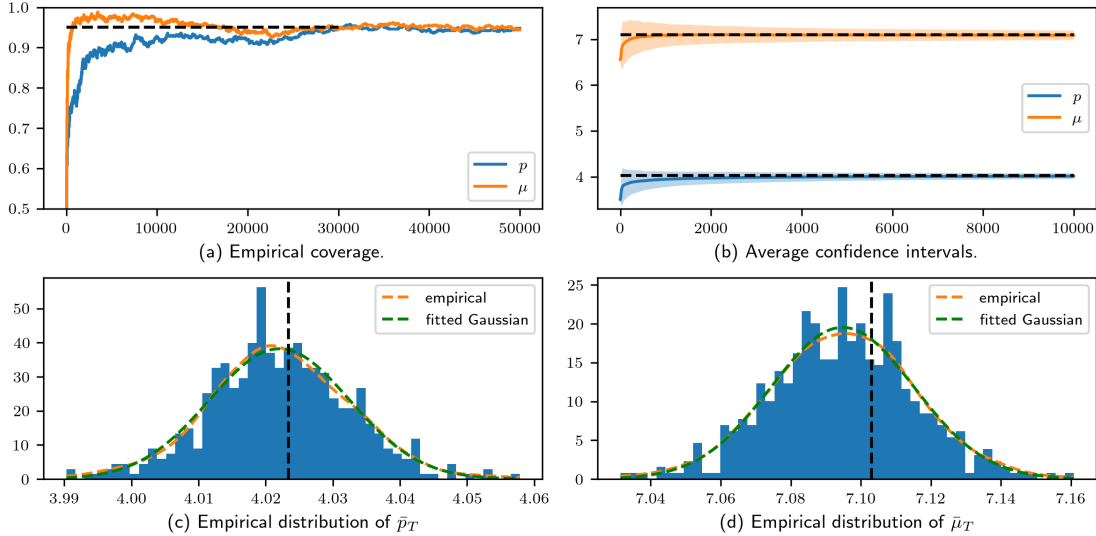 1.0
0.9
0.8
0.7
0.6
0.5
0 10000 20000 30000 40000 50000
p
μ
(a) Empirical coverage.
7
6
5
4
0 2000 4000 6000 8000 10000
p
μ
(b) Average confidence intervals.
50
40
30
20
10
0
3.99 4.00 4.01 4.02 4.03 4.04 4.05 4.06
empirical
fitted Gaussian
(c) Empirical distribution of p̄_T
25
20
15
10
5
0
7.04 7.06 7.08 7.10 7.12 7.14 7.16
empirical
fitted Gaussian
(d) Empirical distribution of μ̄_T